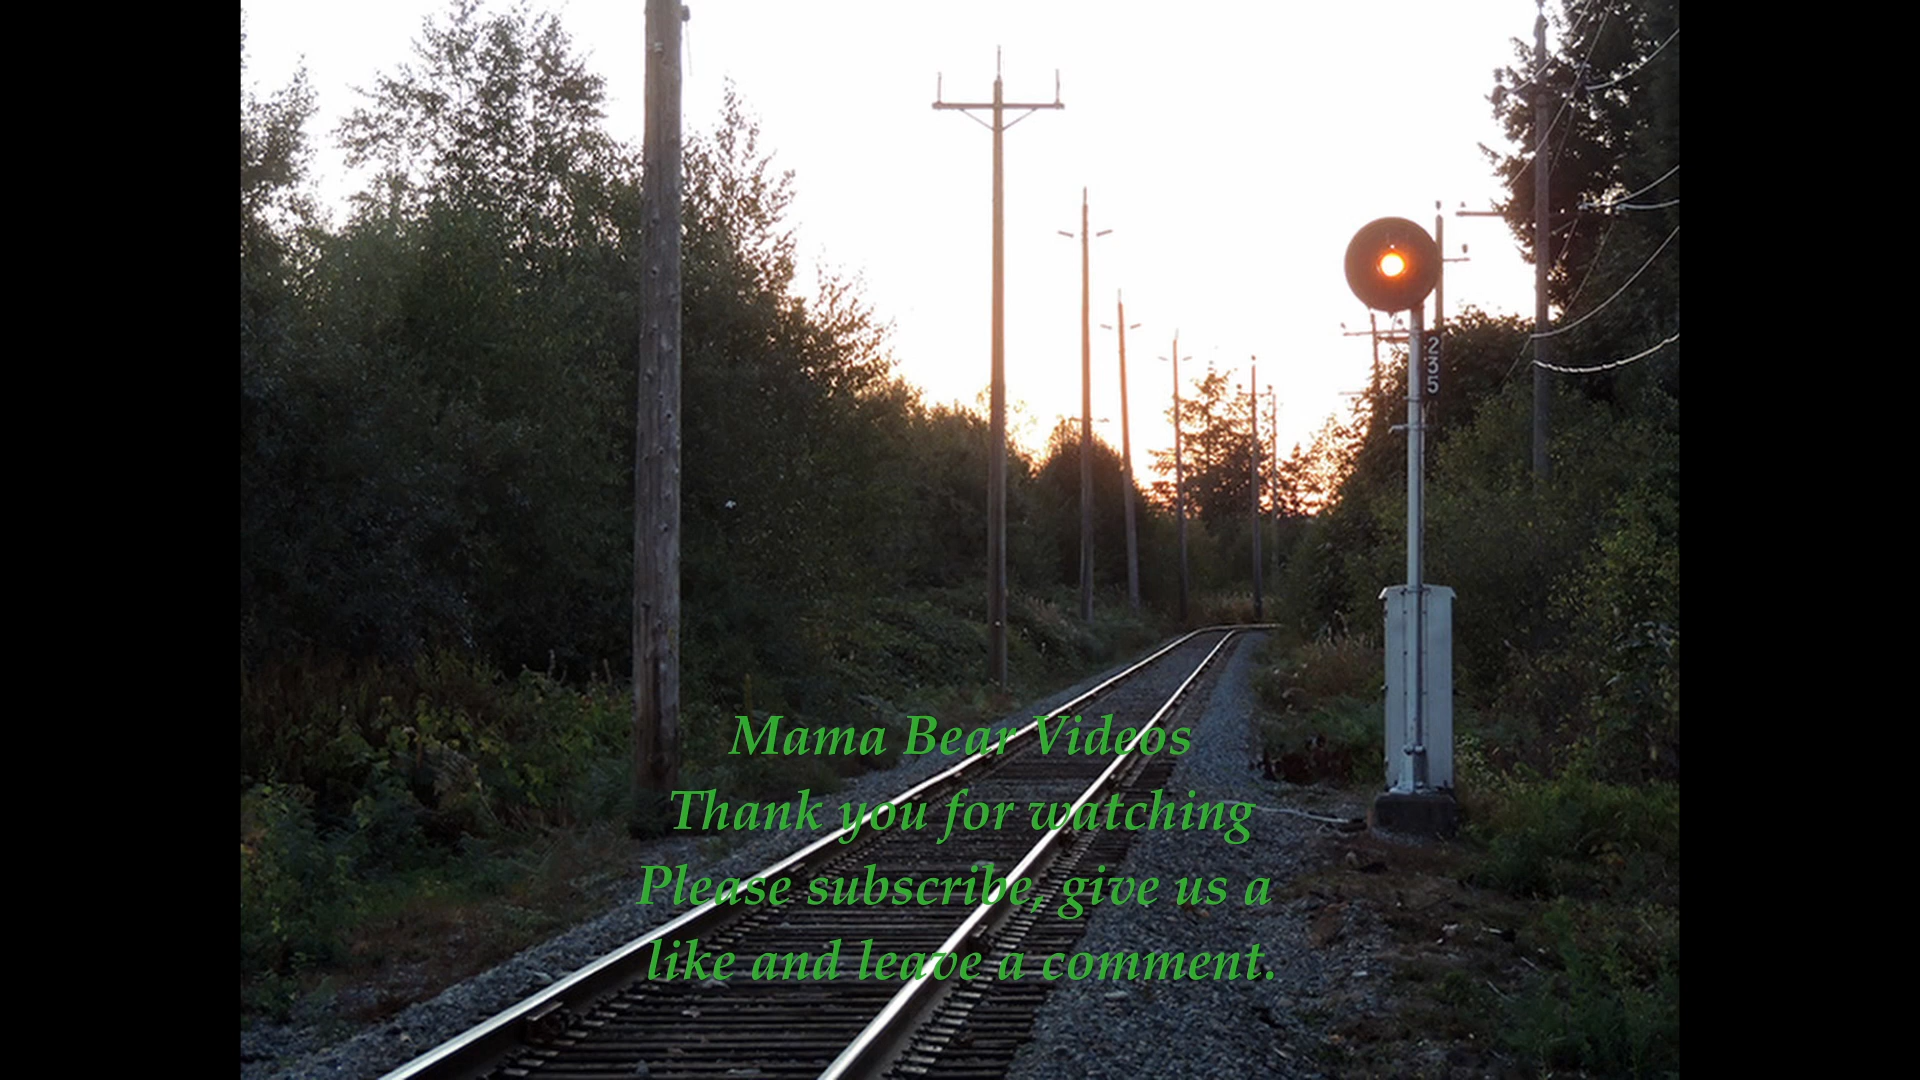 235
Mama Bear Videos
Thank you for watching
Please subscribe, give us a
like and leave a comment.